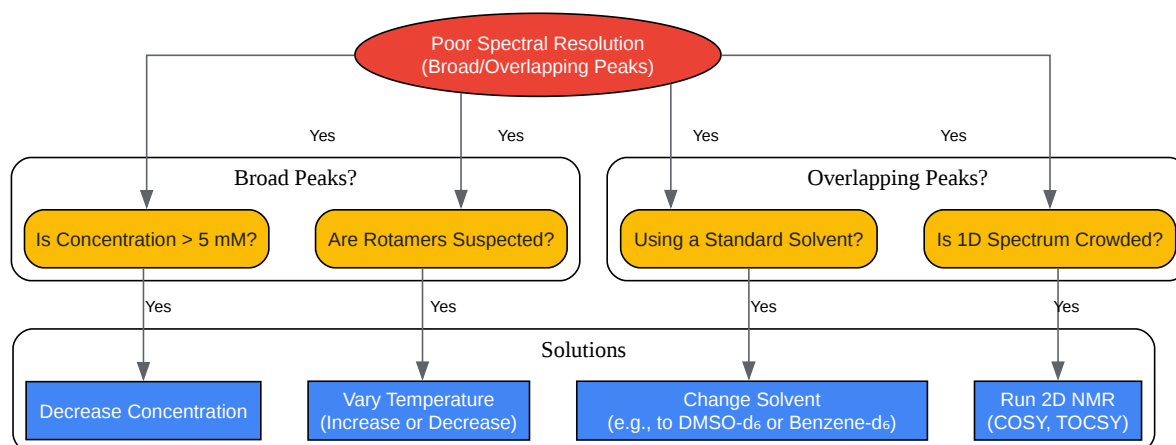 Poor Spectral Resolution
(Broad/Overlapping Peaks)
Yes
Yes
Yes
Yes
Broad Peaks?
Overlapping Peaks?
Is Concentration > 5 mM?
Are Rotamers Suspected?
Using a Standard Solvent?
Is 1D Spectrum Crowded?
Yes
Yes
Yes
Yes
Solutions
Decrease Concentration
Vary Temperature
(Increase or Decrease)
Change Solvent
(e.g., to DMSO-d₆ or Benzene-d₆)
Run 2D NMR
(COSY, TOCSY)